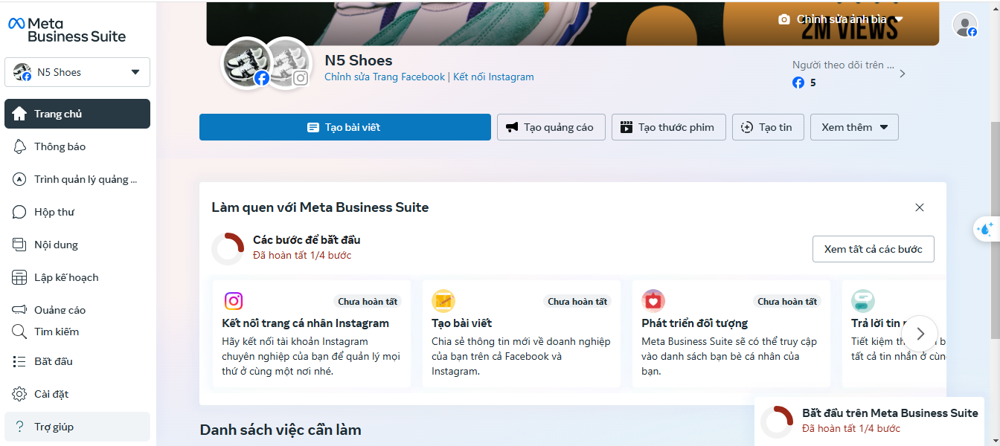 Meta
Business Suite
N5 Shoes
Trang chủ
Thông báo
Trình quản lý quảng ...
Hộp thư
Nội dung
Lập kế hoạch
Quảng cáo
Tìm kiếm
Bắt đầu
Cài đặt
Trợ giúp
Chỉnh sửa ảnh bìa
2M VIEWS
N5 Shoes
Chỉnh sửa Trang Facebook | Kết nối Instagram
Người theo dõi trên ...
5
Tạo bài viết
Tạo quảng cáo
Tạo thước phim
Tạo tin
Xem thêm
Làm quen với Meta Business Suite
Các bước để bắt đầu
Đã hoàn tất 1/4 bước
Xem tất cả các bước
Chưa hoàn tất
Kết nối trang cá nhân Instagram
Hãy kết nối tài khoản Instagram
chuyên nghiệp của bạn để quản lý mọi
thứ ở cùng một nơi nhé.
Chưa hoàn tất
Tạo bài viết
Chia sẻ thông tin mới về doanh nghiệp
của bạn trên cả Facebook và
Instagram.
Chưa hoàn tất
Phát triển đối tượng
Meta Business Suite sẽ có thể truy cập
vào danh sách bạn bè cá nhân của
bạn.
Trả lời tin
Tiết kiệm
tất cả tin nhắn ở
Danh sách việc cần làm
Bắt đầu trên Meta Business Suite
Đã hoàn tất 1/4 bước